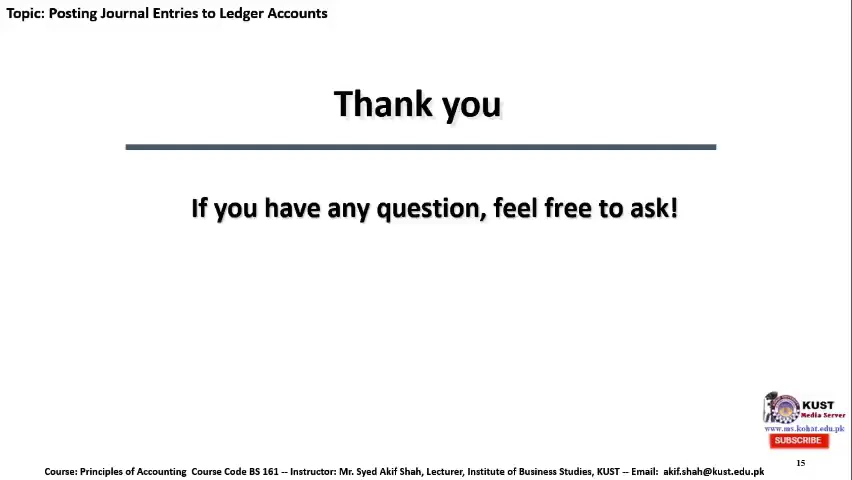 Topic: Posting Journal Entries to Ledger Accounts
Thank you
If you have any question, feel free to ask!
KUST
Media Server
www.ms.kohat.edu.pk
SUBSCRIBE
15
Course: Principles of Accounting Course Code BS 161 -- Instructor: Mr. Syed Akif Shah, Lecturer, Institute of Business Studies, KUST -- Email: akif.shah@kust.edu.pk